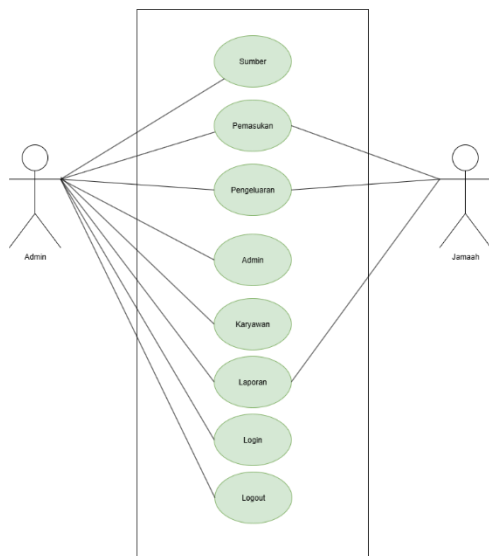 Sumber
Pemasukan
Pengeluaran
Admin
Jamaah
Admin
Karyawan
Laporan
Login
Logout